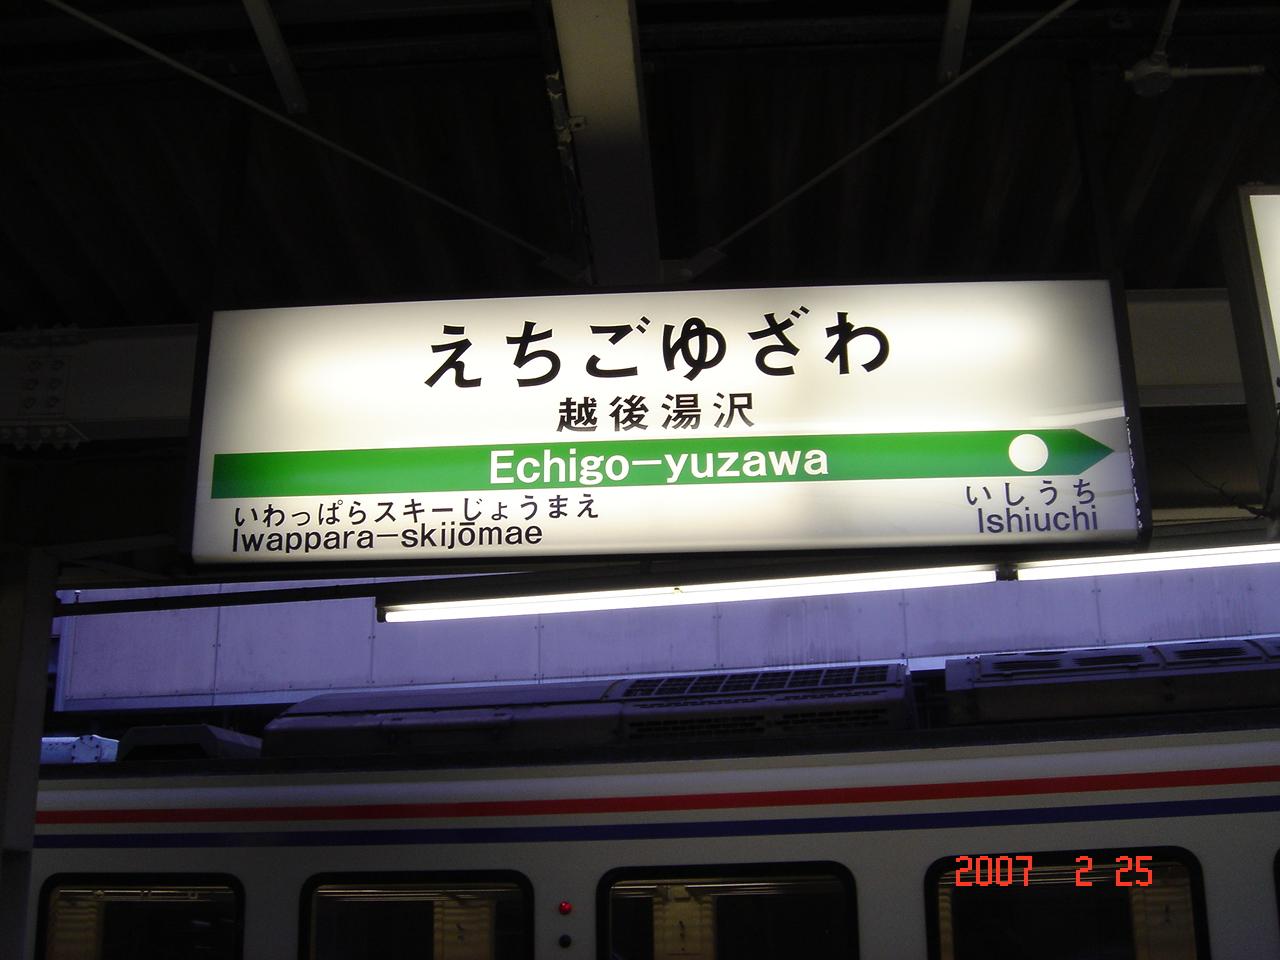 えちごゆざわ
越後湯沢
Echigo−yuzawa
いわっぱらスキーじょうまえ
Iwappara−skijōmae
いしうち
Ishiuchi
2007 2 25